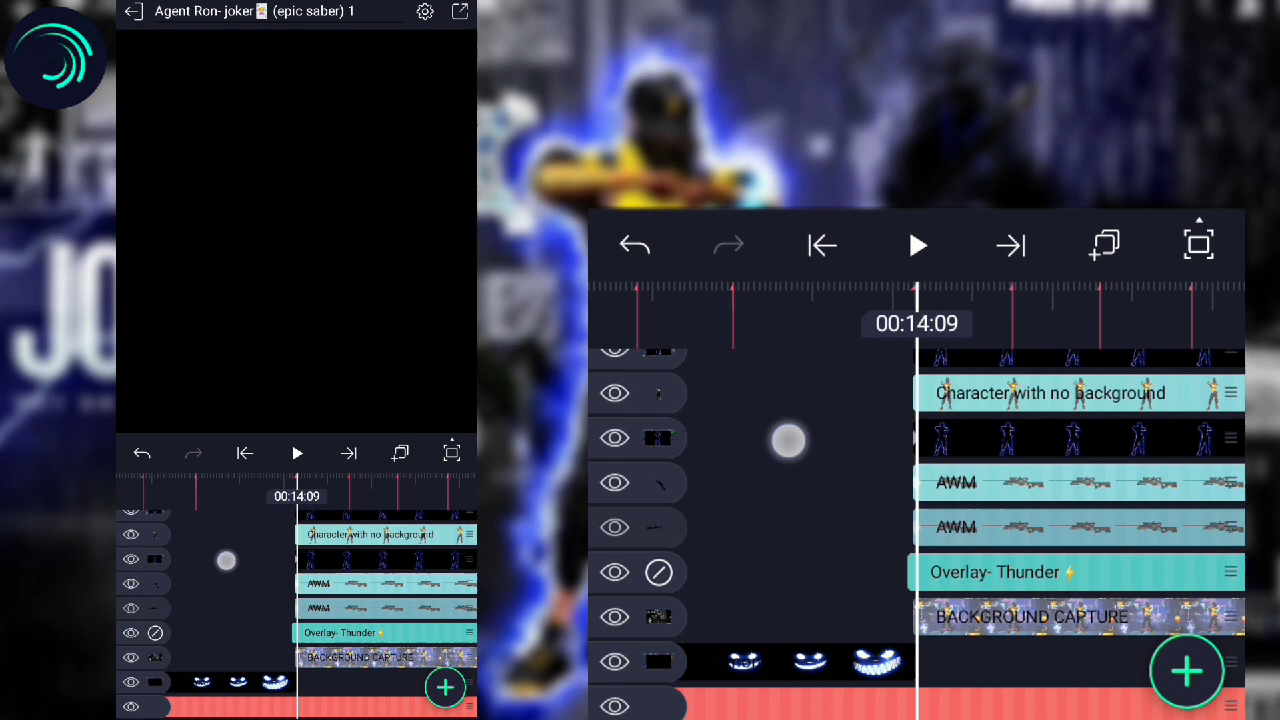 Agent Ron- joker🃏 (epic saber) 1
JO
00:14:09
Character with no background
AWM
AWM
Overlay- Thunder⚡
BACKGROUND CAPTURE
00:14:09
Character with no background
AWM
AWM
Overlay- Thunder⚡
BACKGROUND CAPTURE